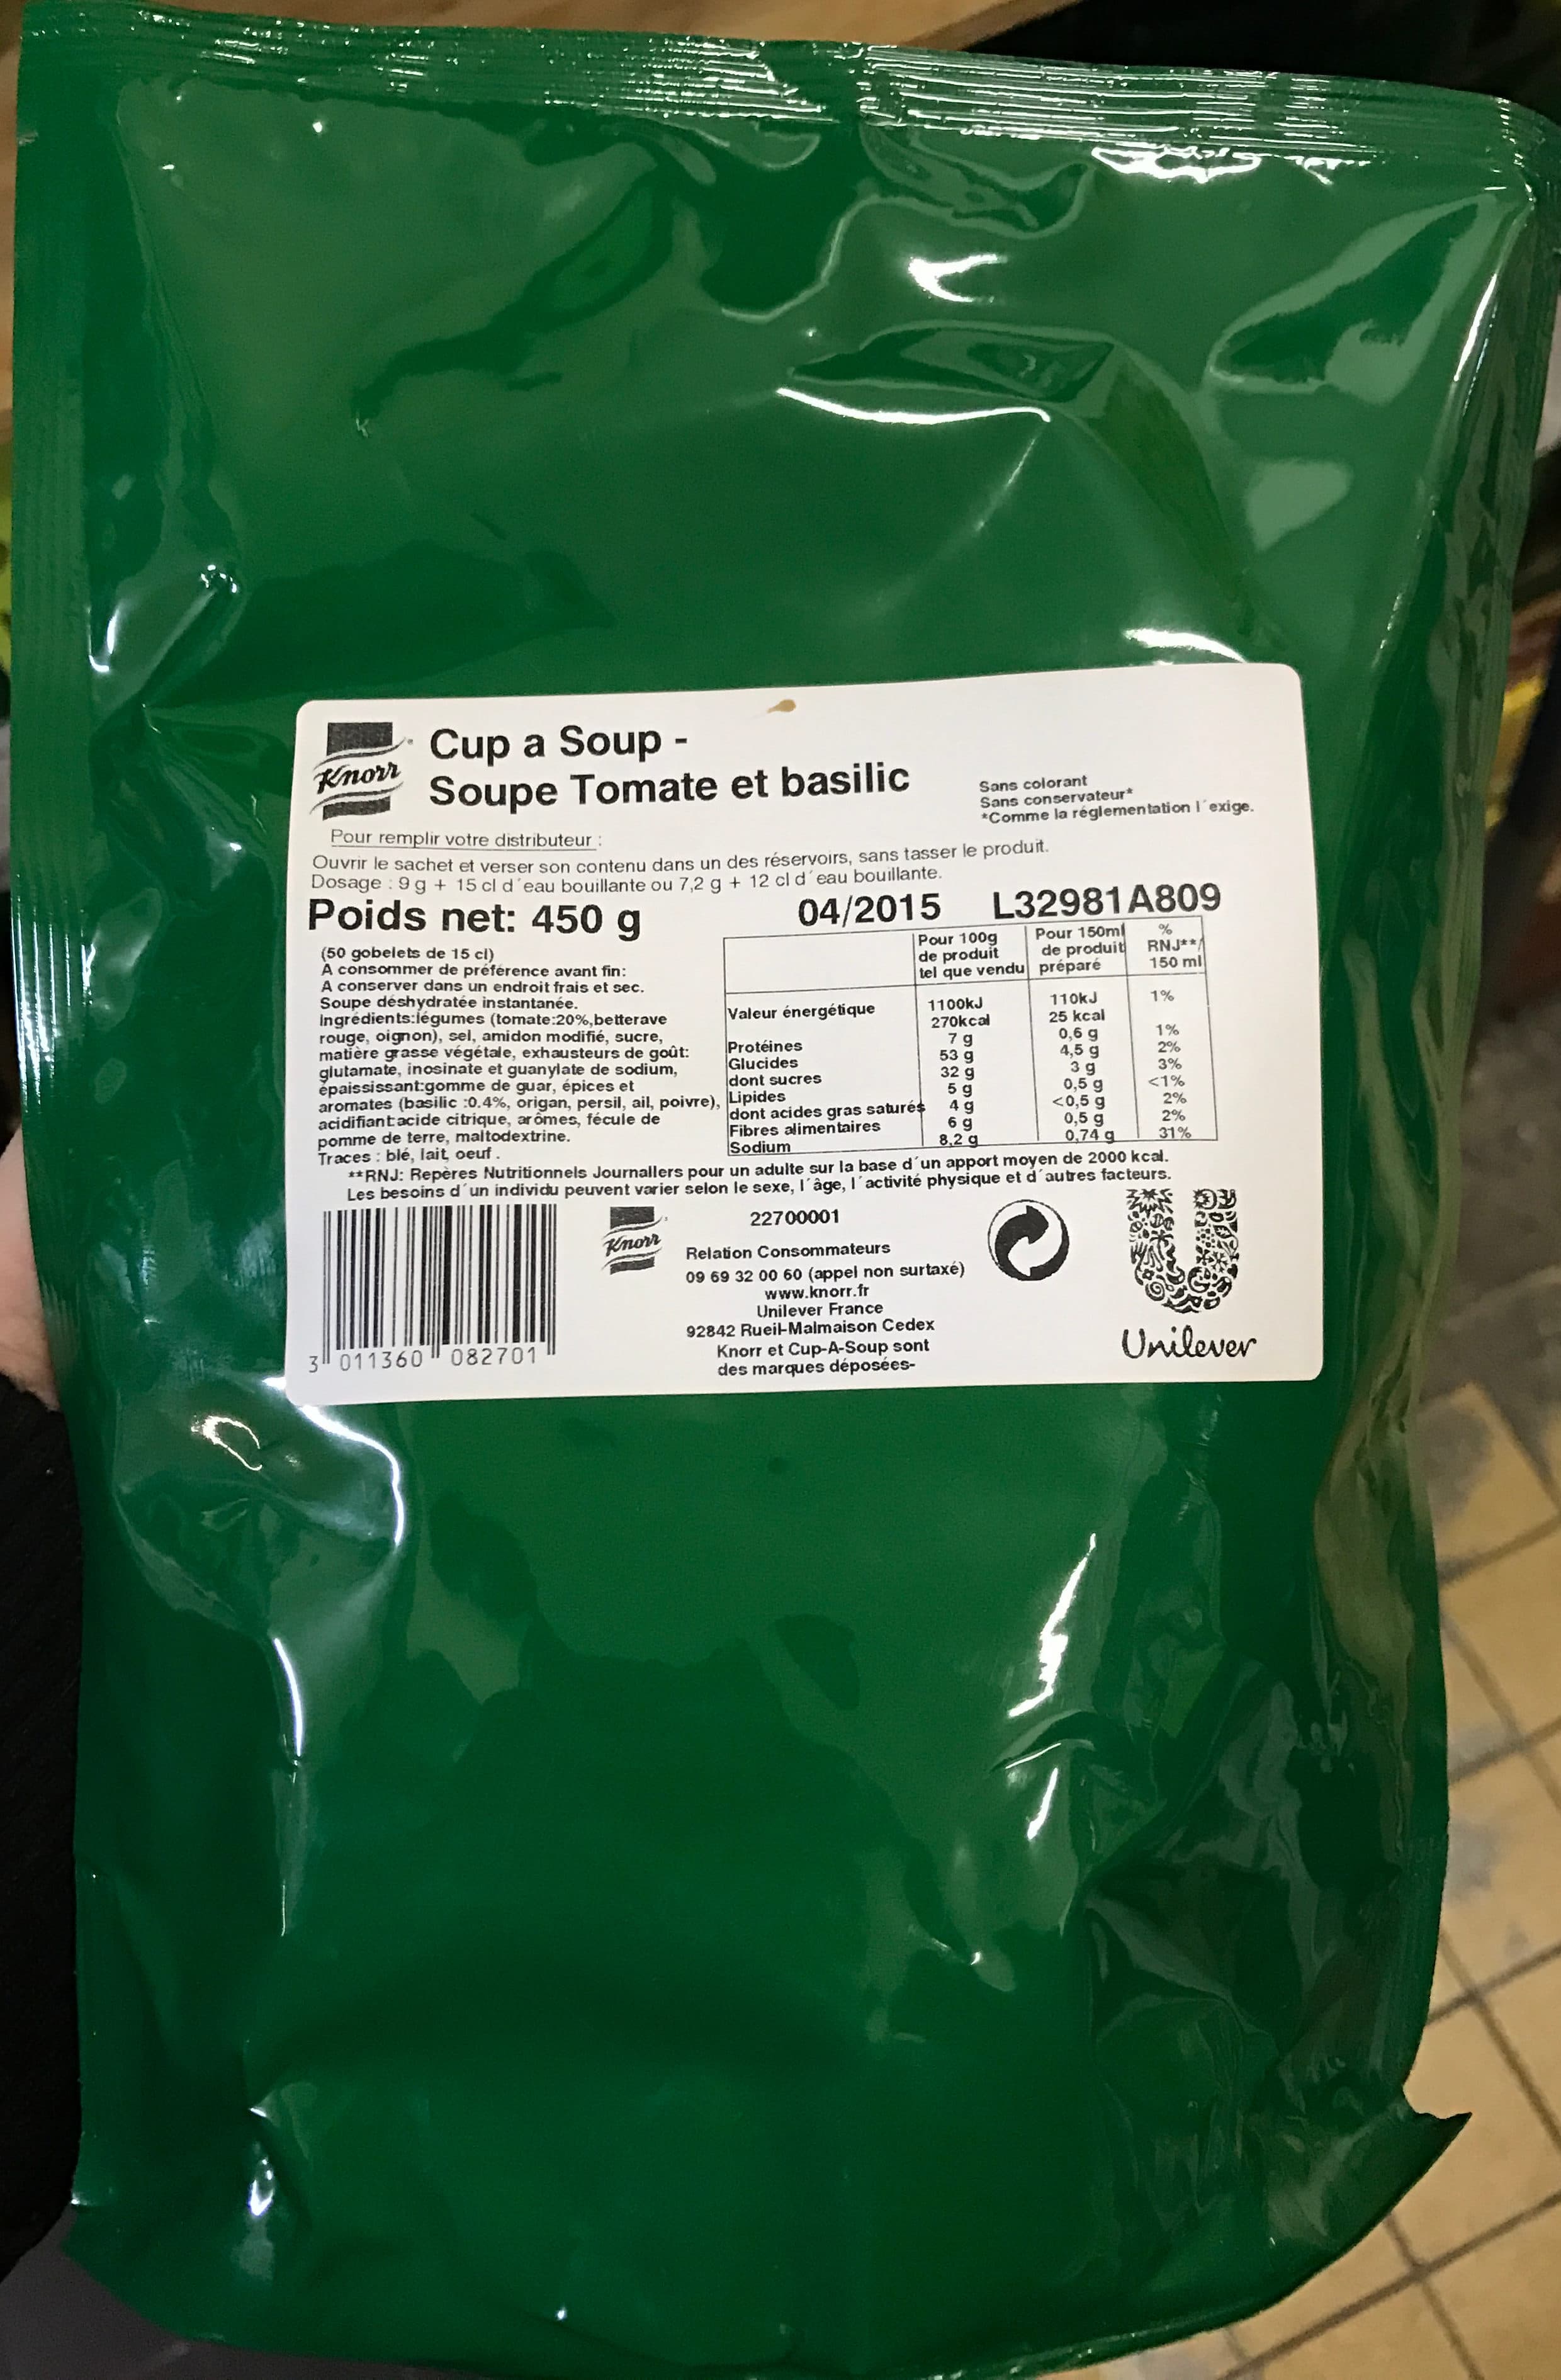 Knorr
Cup a Soup -
Soupe Tomate et basilic
Sans colorant
Sans conservateur*
*Comme la réglementation l´exige.
Pour remplir votre distributeur :
Ouvrir le sachet et verser son contenu dans un des réservoirs, sans tasser le produit.
Dosage : 9 g + 15 cl d´eau bouillante ou 7,2 g + 12 cl d´eau bouillante.
Poids net: 450 g
04/2015 L32981A809
(50 gobelets de 15 cl)
A consommer de préférence avant fin:
A conserver dans un endroit frais et sec.
Soupe déshydratée instantanée.
Ingrédients:légumes (tomate:20%,betterave
rouge, oignon), sel, amidon modifié, sucre,
matière grasse végétale, exhausteurs de goût:
glutamate, inosinate et guanylate de sodium,
épaississant:gomme de guar, épices et
aromates (basilic :0.4%, origan, persil, ail, poivre),
acidifiant:acide citrique, arômes, fécule de
pomme de terre, maltodextrine.
Traces : blé, lait, oeuf .
Pour 100g de produit tel que vendu
Pour 150ml de produit préparé
% RNJ**/ 150 ml
Valeur énergétique 1100kJ 110kJ 1%
270kcal 25 kcal
Protéines 7 g 0,6 g 1%
Glucides 53 g 4,5 g 2%
dont sucres 32 g 3 g 3%
Lipides 5 g 0,5 g <1%
dont acides gras saturés 4 g <0,5 g 2%
Fibres alimentaires 6 g 0,5 g 2%
Sodium 8,2 g 0,74 g 31%
**RNJ: Repères Nutritionnels Journaliers pour un adulte sur la base d´un apport moyen de 2000 kcal.
Les besoins d´un individu peuvent varier selon le sexe, l´âge, l´activité physique et d´autres facteurs.
3 011360 082701
Knorr
22700001
Relation Consommateurs
09 69 32 00 60 (appel non surtaxé)
www.knorr.fr
Unilever France
92842 Rueil-Malmaison Cedex
Knorr et Cup-A-Soup sont
des marques déposées-
Unilever